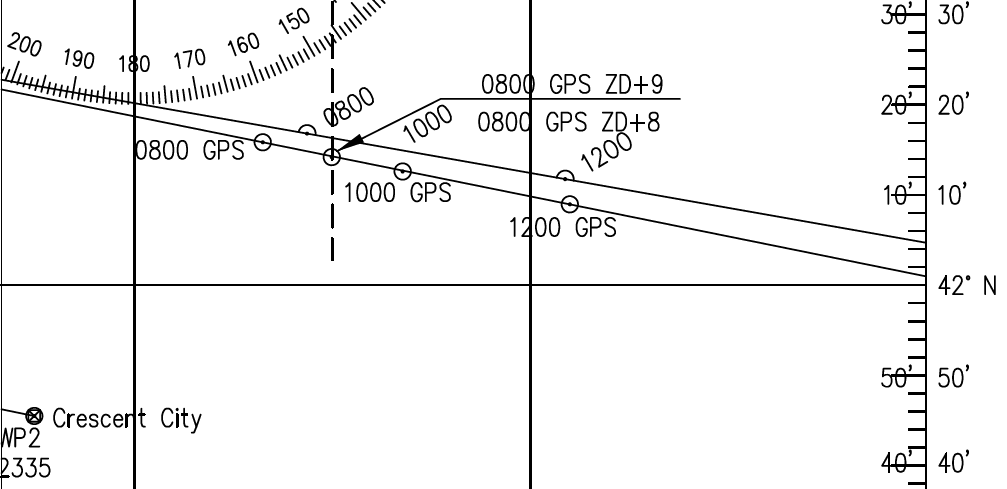 30' 30'
200 190 180 170 160 150
0800 GPS ZD+9
0800
20' 20'
1000
0800 GPS ZD+8
0800 GPS
1200
1000 GPS
10' 10'
1200 GPS
42° N
50' 50'
Crescent City
WP2
2335
40' 40'